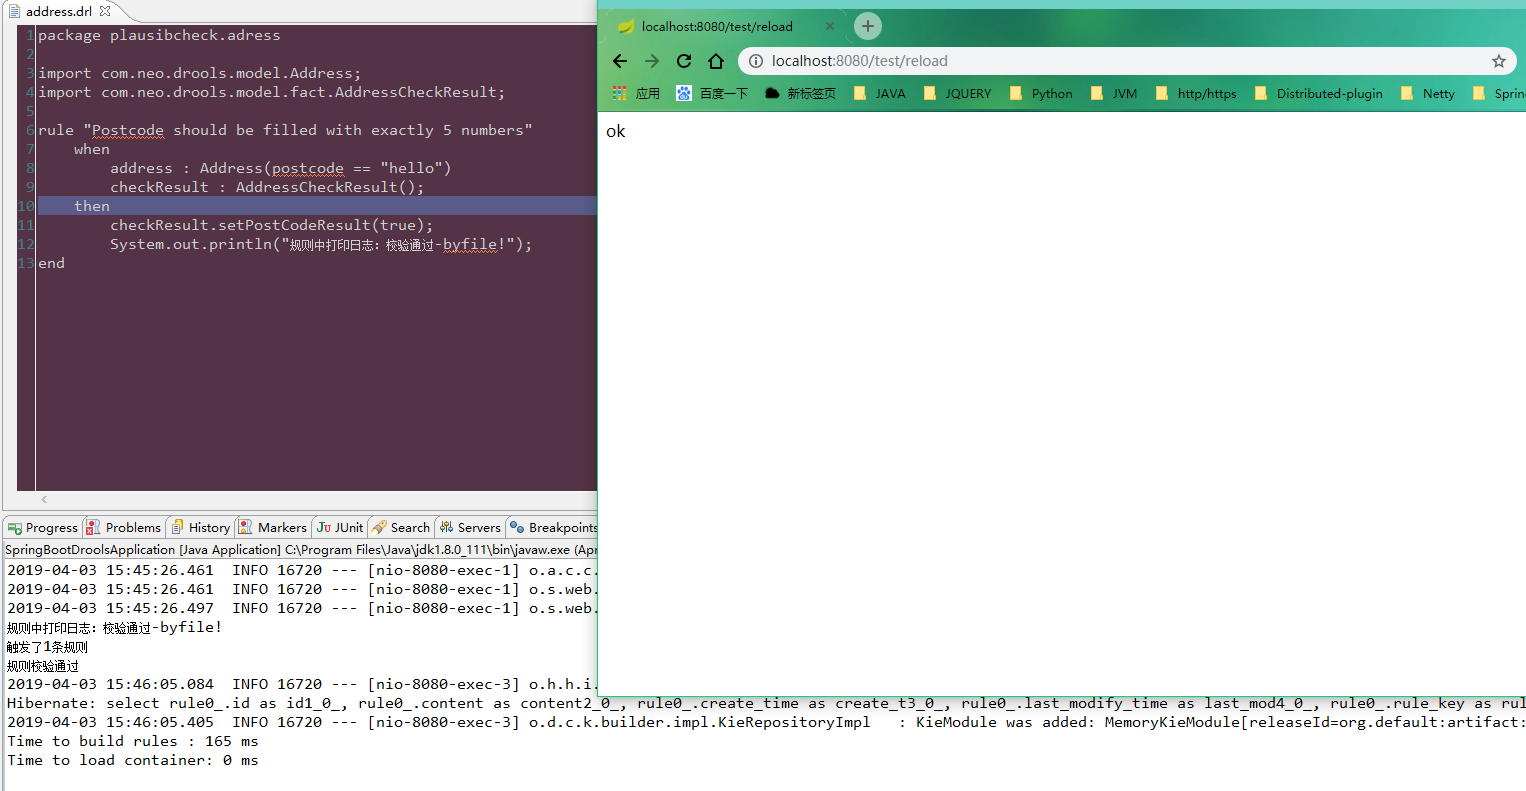 address.drl
1 package plausibcheck.adress
2
3 import com.neo.drools.model.Address;
4 import com.neo.drools.model.fact.AddressCheckResult;
5
6 rule "Postcode should be filled with exactly 5 numbers"
7     when
8         address : Address(postcode == "hello")
9         checkResult : AddressCheckResult();
10     then
11         checkResult.setPostCodeResult(true);
12         System.out.println("规则中打印日志：校验通过-byfile!");
13 end
localhost:8080/test/reload
localhost:8080/test/reload
应用 百度一下 新标签页 JAVA JQUERY Python JVM http/https Distributed-plugin Netty Sprin
ok
Progress Problems History Markers JUnit Search Servers Breakpoints
SpringBootDroolsApplication [Java Application] C:\Program Files\Java\jdk1.8.0_111\bin\javaw.exe (Apr
2019-04-03 15:45:26.461  INFO 16720 --- [nio-8080-exec-1] o.a.c.c.
2019-04-03 15:45:26.461  INFO 16720 --- [nio-8080-exec-1] o.s.web.
2019-04-03 15:45:26.497  INFO 16720 --- [nio-8080-exec-1] o.s.web.
规则中打印日志：校验通过-byfile!
触发了1条规则
规则校验通过
2019-04-03 15:46:05.084  INFO 16720 --- [nio-8080-exec-3] o.h.h.i.
Hibernate: select rule0_.id as id1_0_, rule0_.content as content2_0_, rule0_.create_time as create_t3_0_, rule0_.last_modify_time as last_mod4_0_, rule0_.rule_key as rul
2019-04-03 15:46:05.405  INFO 16720 --- [nio-8080-exec-3] o.d.c.k.builder.impl.KieRepositoryImpl   : KieModule was added: MemoryKieModule[releaseId=org.default:artifact:
Time to build rules : 165 ms
Time to load container: 0 ms